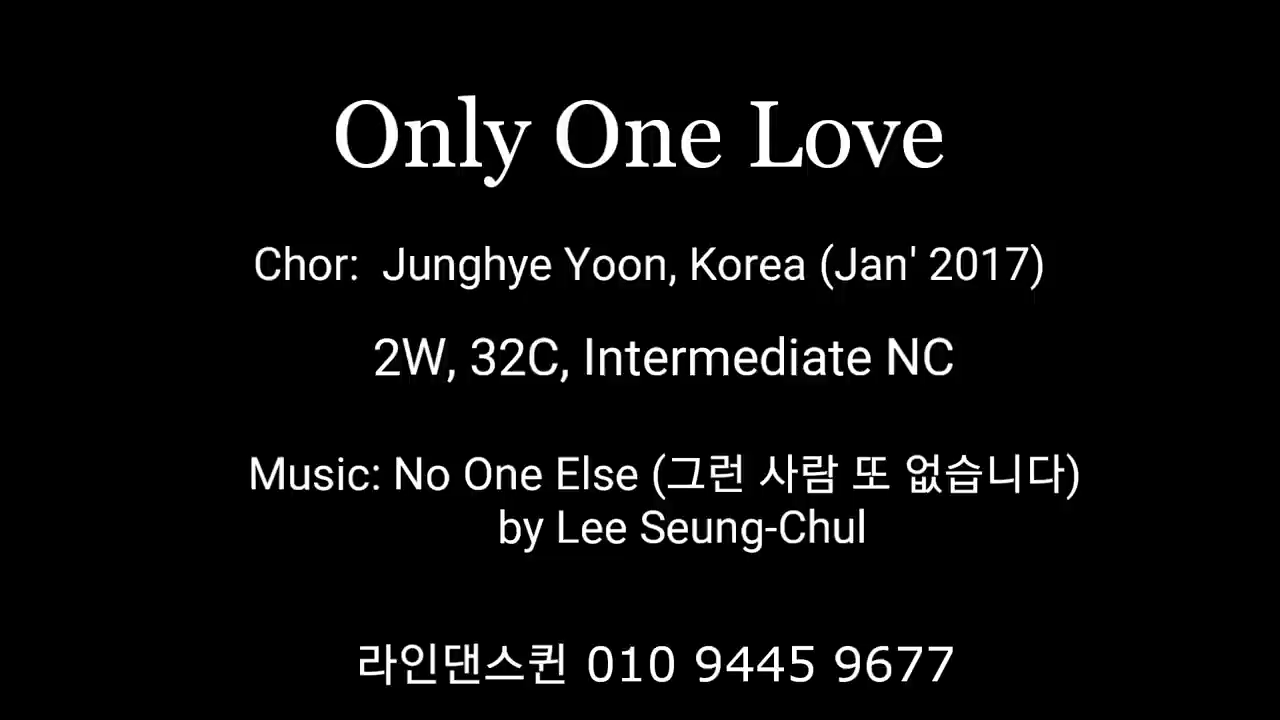 Only One Love
Chor:  Junghye Yoon, Korea (Jan' 2017)
2W, 32C, Intermediate NC
Music: No One Else (그런 사람 또 없습니다)
by Lee Seung-Chul
라인댄스퀸 010 9445 9677